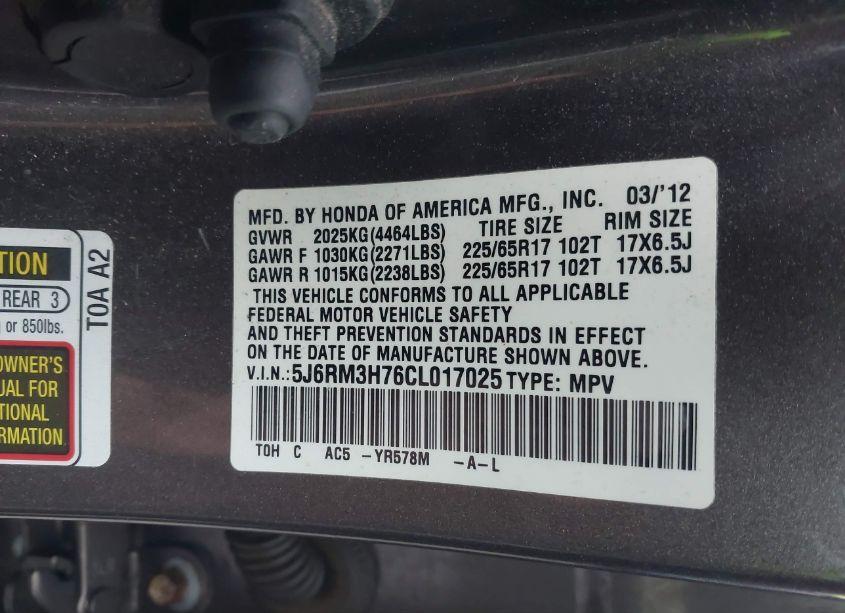 TION
REAR 3
or 850lbs.
OWNER'S
UAL FOR
TIONAL
FORMATION.
T0A A2
MFD. BY HONDA OF AMERICA MFG., INC. 03/'12
GVWR 2025KG(4464LBS) TIRE SIZE RIM SIZE
GAWR F 1030KG(2271LBS) 225/65R17 102T 17X6.5J
GAWR R 1015KG(2238LBS) 225/65R17 102T 17X6.5J
THIS VEHICLE CONFORMS TO ALL APPLICABLE
FEDERAL MOTOR VEHICLE SAFETY
AND THEFT PREVENTION STANDARDS IN EFFECT
ON THE DATE OF MANUFACTURE SHOWN ABOVE.
V.I.N.:5J6RM3H76CL017025 TYPE: MPV
T0H C AC5 -YR578M -A-L